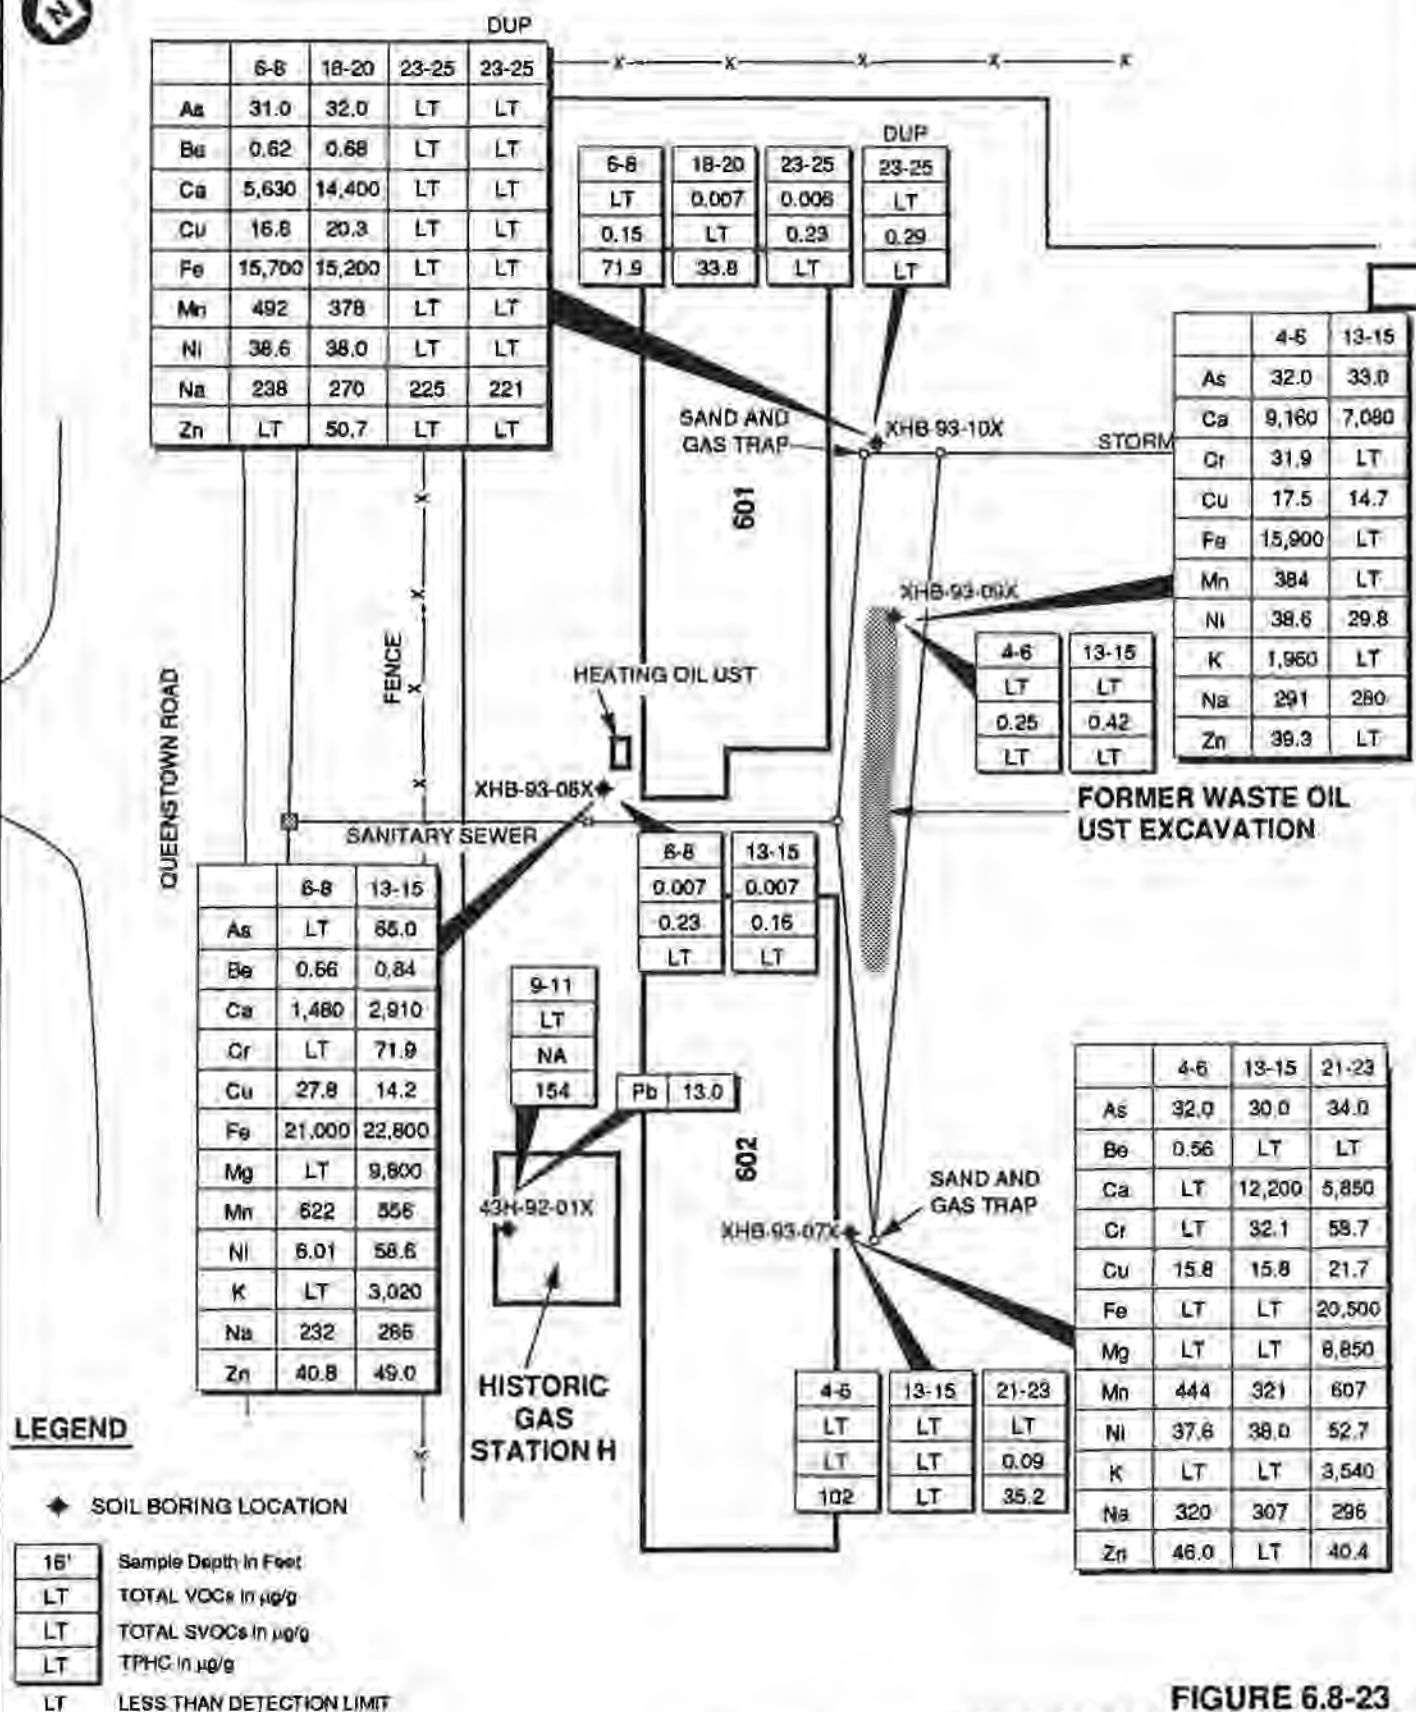 N
DUP
6-8 18-20 23-25 23-25
As 31.0 32.0 LT LT
Be 0.62 0.68 LT LT
Ca 5,630 14,400 LT LT
Cu 16.8 20.3 LT LT
Fe 15,700 15,200 LT LT
Mn 492 378 LT LT
Ni 38.6 38.0 LT LT
Na 238 270 225 221
Zn LT 50.7 LT LT
DUP
6-8 18-20 23-25 23-25
LT 0.007 0.006 LT
0.15 LT 0.23 0.29
71.9 33.8 LT LT
4-6 13-15
As 32.0 33.0
Ca 9,160 7,080
Cr 31.9 LT
Cu 17.5 14.7
Fe 15,900 LT
Mn 384 LT
Ni 38.6 29.8
K 1,960 LT
Na 291 280
Zn 39.3 LT
SAND AND
GAS TRAP
XHB-93-10X
STORM
601
XHB-93-09X
4-6 13-15
LT LT
0.25 0.42
LT LT
FENCE
QUEENSTOWN ROAD
HEATING OIL UST
XHB-93-08X
SANITARY SEWER
FORMER WASTE OIL
UST EXCAVATION
6-8 13-15
0.007 0.007
0.23 0.16
LT LT
6-8 13-15
As LT 65.0
Be 0.66 0.84
Ca 1,480 2,910
Cr LT 71.9
Cu 27.8 14.2
Fe 21,000 22,800
Mg LT 9,800
Mn 622 556
Ni 6.01 58.6
K LT 3,020
Na 232 266
Zn 40.8 49.0
9-11
LT
NA
154
Pb 13.0
602
43H-92-01X
HISTORIC
GAS
STATION H
SAND AND
GAS TRAP
XHB-93-07X
4-6 13-15 21-23
As 32.0 30.0 34.0
Be 0.56 LT LT
Ca LT 12,200 5,850
Cr LT 32.1 58.7
Cu 15.8 15.8 21.7
Fe LT LT 20,500
Mg LT LT 8,850
Mn 444 321 607
Ni 37.6 38.0 52.7
K LT LT 3,540
Na 320 307 296
Zn 46.0 LT 40.4
4-6 13-15 21-23
LT LT LT
LT LT 0.09
102 LT 35.2
LEGEND
SOIL BORING LOCATION
16' Sample Depth in Feet
LT TOTAL VOCs in µg/g
LT TOTAL SVOCs in µg/g
LT TPHC in µg/g
LT LESS THAN DETECTION LIMIT
FIGURE 6.8-23